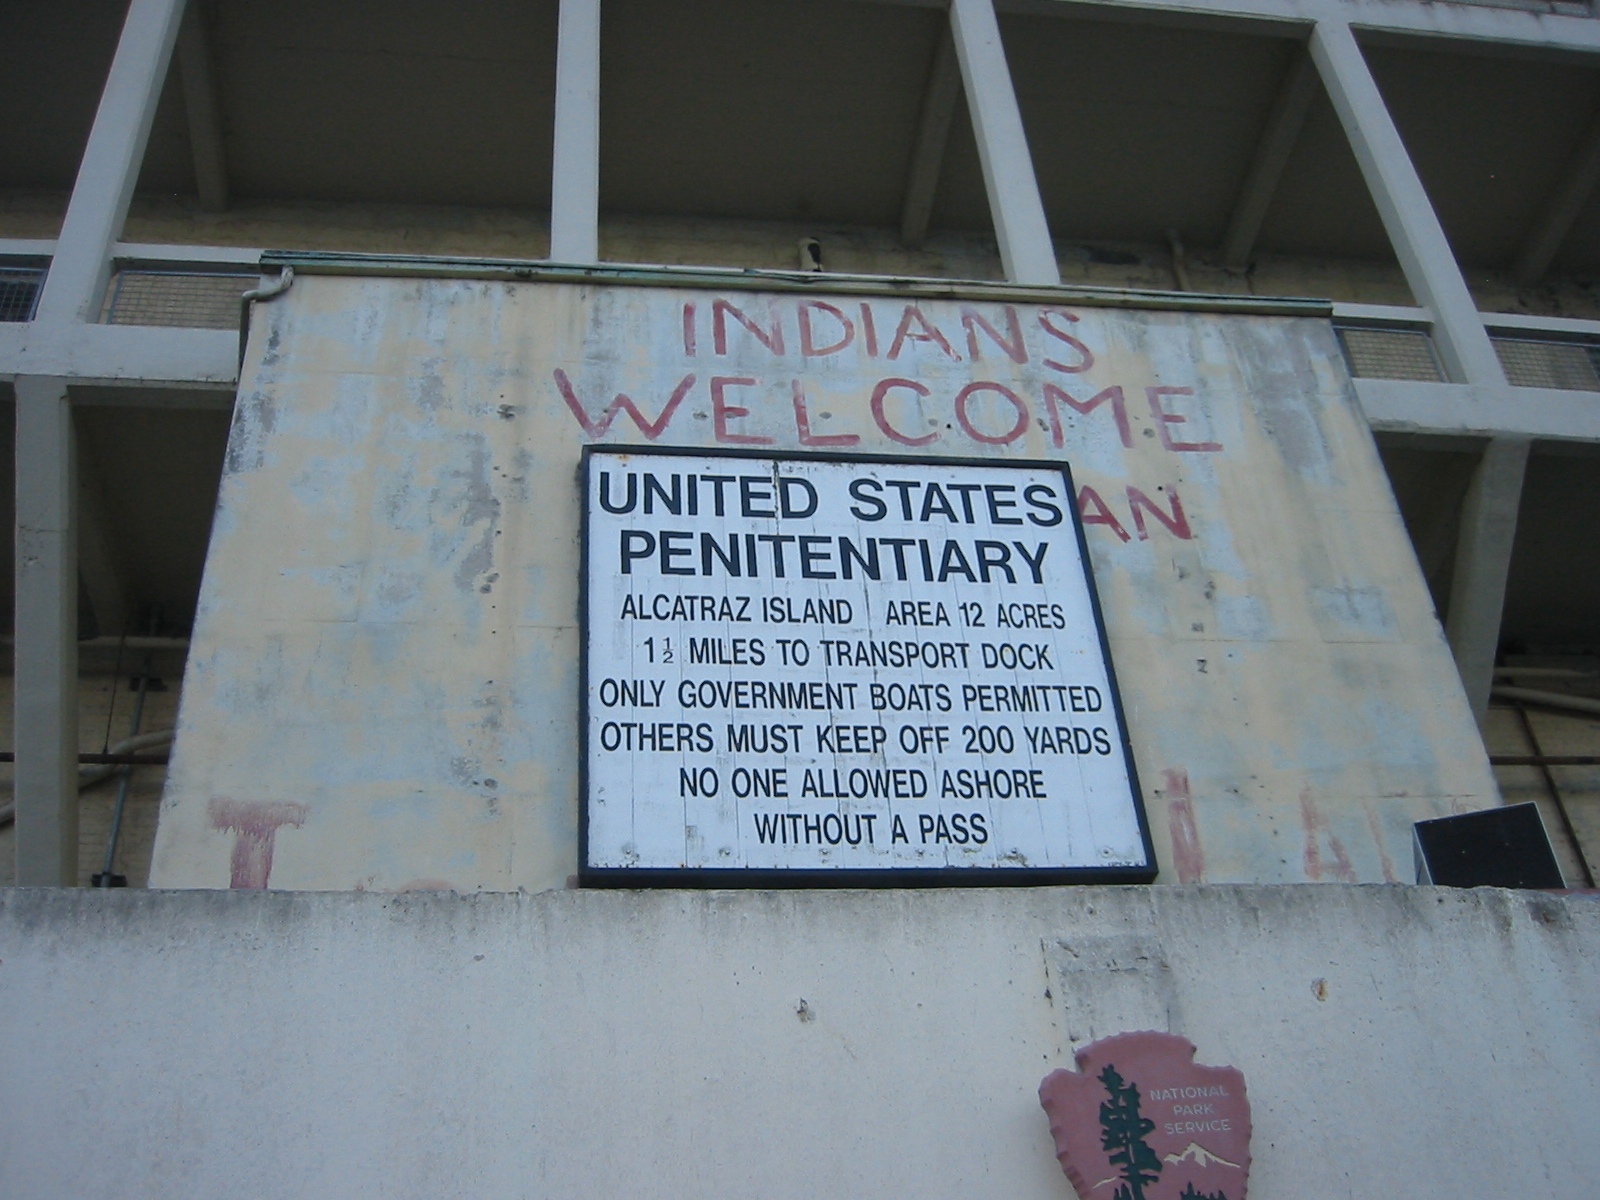 INDIANS
WELCOME
UNITED STATES
PENITENTIARY
ALCATRAZ ISLAND AREA 12 ACRES
1½ MILES TO TRANSPORT DOCK
ONLY GOVERNMENT BOATS PERMITTED
OTHERS MUST KEEP OFF 200 YARDS
NO ONE ALLOWED ASHORE
WITHOUT A PASS
NATIONAL
PARK
SERVICE